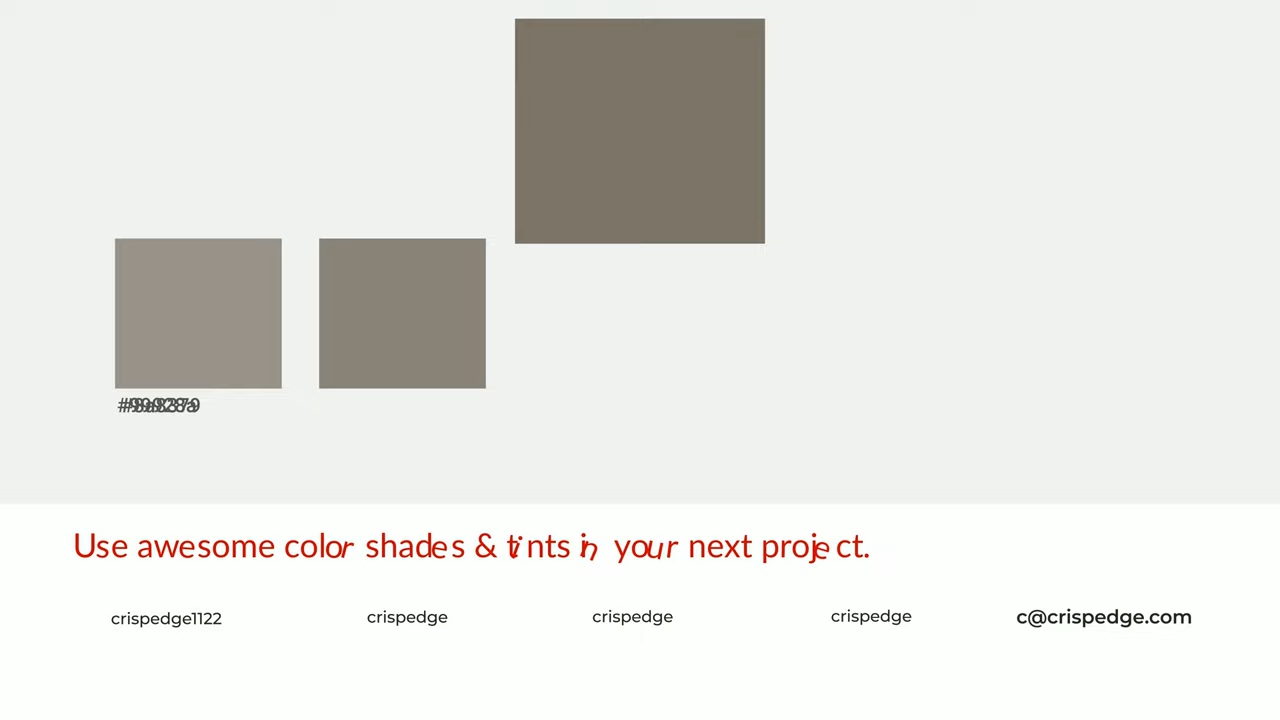 Use awesome color shades & tints in your next project.
crispedge1122 crispedge crispedge crispedge c@crispedge.com